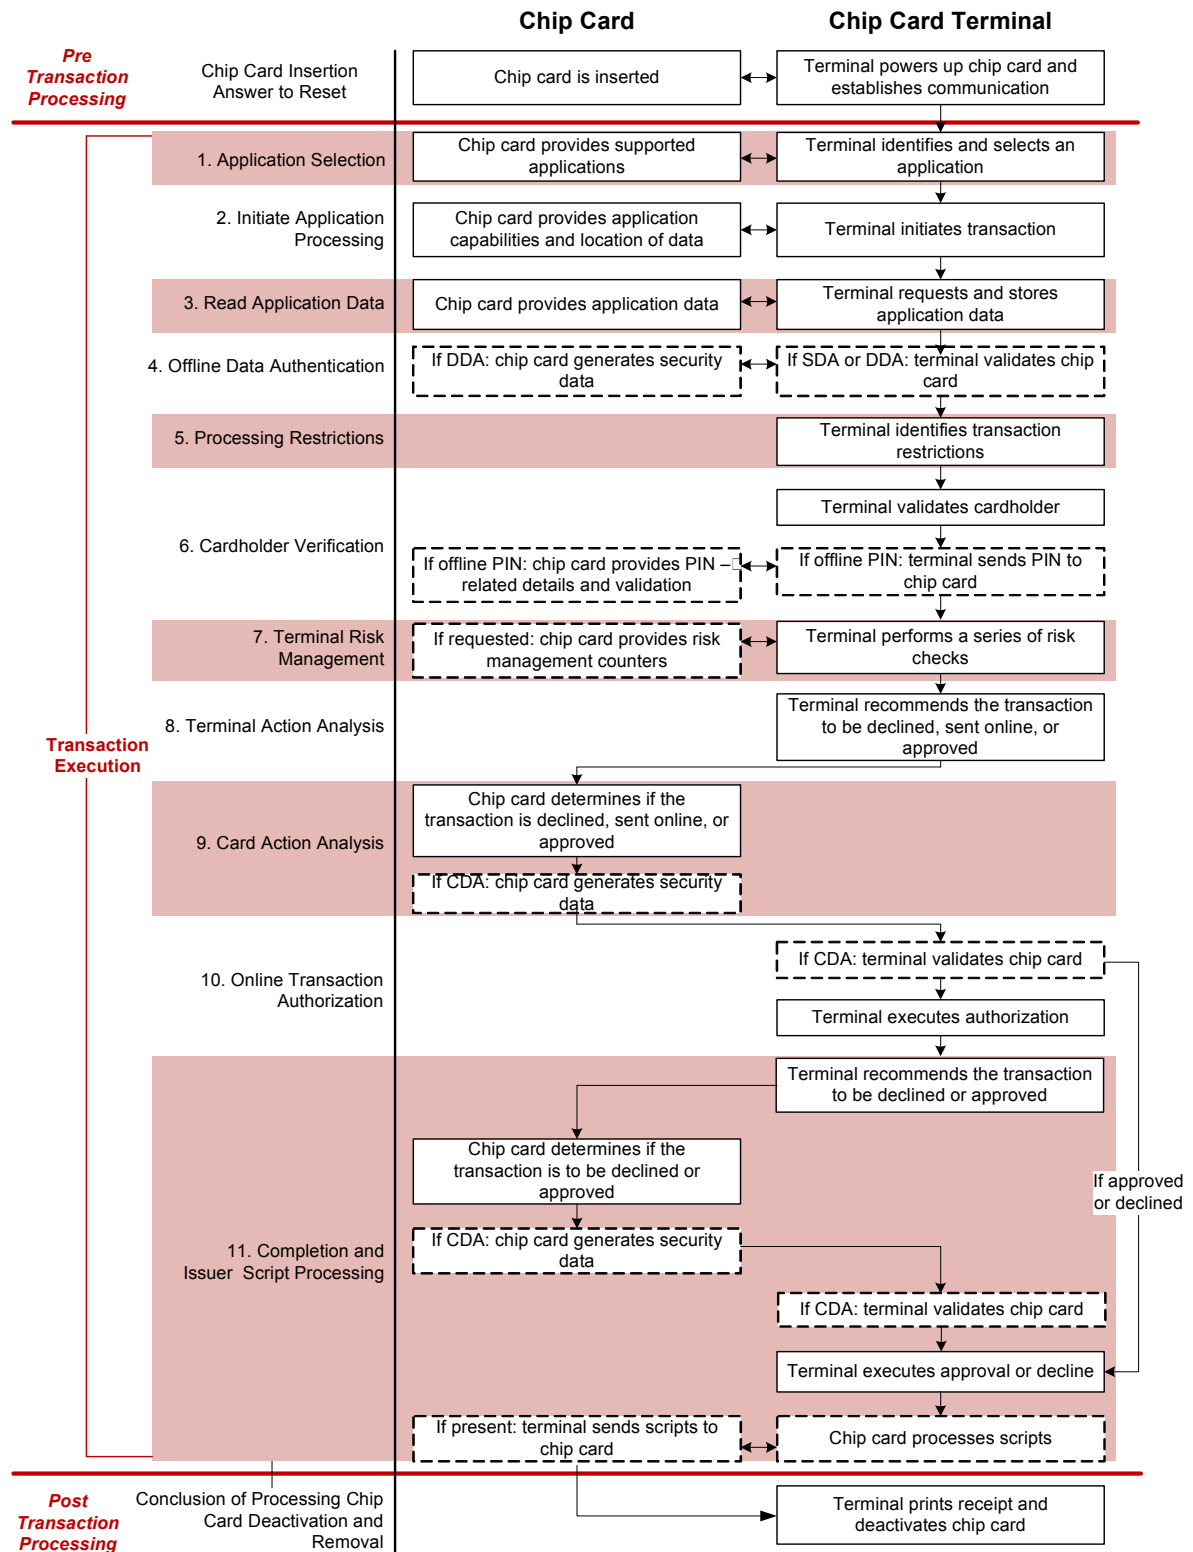 Chip Card
Chip Card Terminal
Pre
Transaction
Processing
Chip Card Insertion
Answer to Reset
Chip card is inserted
Terminal powers up chip card and
establishes communication
1. Application Selection
Chip card provides supported
applications
Terminal identifies and selects an
application
2. Initiate Application
Processing
Chip card provides application
capabilities and location of data
Terminal initiates transaction
3. Read Application Data
Chip card provides application data
Terminal requests and stores
application data
4. Offline Data Authentication
If DDA: chip card generates security
data
If SDA or DDA: terminal validates chip
card
5. Processing Restrictions
Terminal identifies transaction
restrictions
Terminal validates cardholder
6. Cardholder Verification
If offline PIN: chip card provides PIN –
related details and validation
If offline PIN: terminal sends PIN to
chip card
7. Terminal Risk
Management
If requested: chip card provides risk
management counters
Terminal performs a series of risk
checks
8. Terminal Action Analysis
Terminal recommends the transaction
to be declined, sent online, or
approved
Transaction
Execution
9. Card Action Analysis
Chip card determines if the
transaction is declined, sent online, or
approved
If CDA: chip card generates security
data
10. Online Transaction
Authorization
If CDA: terminal validates chip card
Terminal executes authorization
Terminal recommends the transaction
to be declined or approved
Chip card determines if the
transaction is to be declined or
approved
If approved
or declined
11. Completion and
Issuer Script Processing
If CDA: chip card generates security
data
If CDA: terminal validates chip card
Terminal executes approval or decline
If present: terminal sends scripts to
chip card
Chip card processes scripts
Post
Transaction
Processing
Conclusion of Processing Chip
Card Deactivation and
Removal
Terminal prints receipt and
deactivates chip card